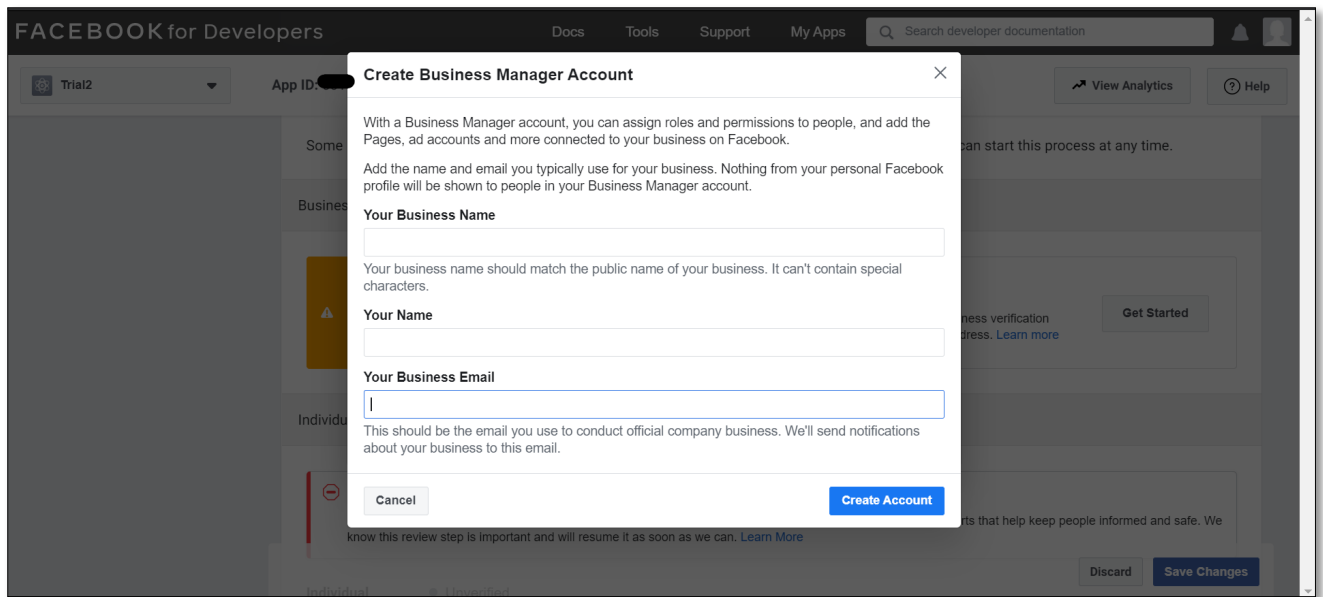 FACEBOOK for Developers
Docs
Tools
Support
My Apps
Search developer documentation
Trial2
App ID:
View Analytics
Help
Create Business Manager Account
With a Business Manager account, you can assign roles and permissions to people, and add the
Pages, ad accounts and more connected to your business on Facebook.
Add the name and email you typically use for your business. Nothing from your personal Facebook
profile will be shown to people in your Business Manager account.
Your Business Name
Your business name should match the public name of your business. It can't contain special
characters.
Your Name
Your Business Email
This should be the email you use to conduct official company business. We'll send notifications
about your business to this email.
Cancel
Create Account
Some
can start this process at any time.
Busines
ness verification
dress. Learn more
Get Started
Individu
rts that help keep people informed and safe. We
know this review step is important and will resume it as soon as we can. Learn More
Discard
Save Changes
Individual
Unverified